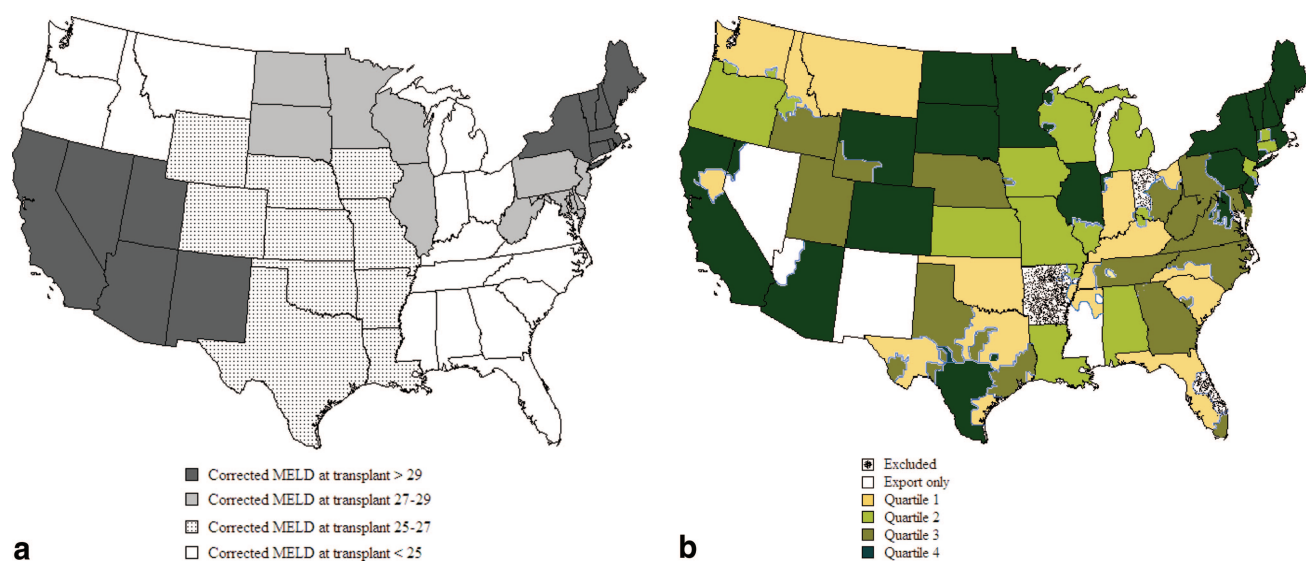 Corrected MELD at transplant > 29
Corrected MELD at transplant 27-29
Corrected MELD at transplant 25-27
Corrected MELD at transplant < 25
a
Excluded
Export only
Quartile 1
Quartile 2
Quartile 3
Quartile 4
b